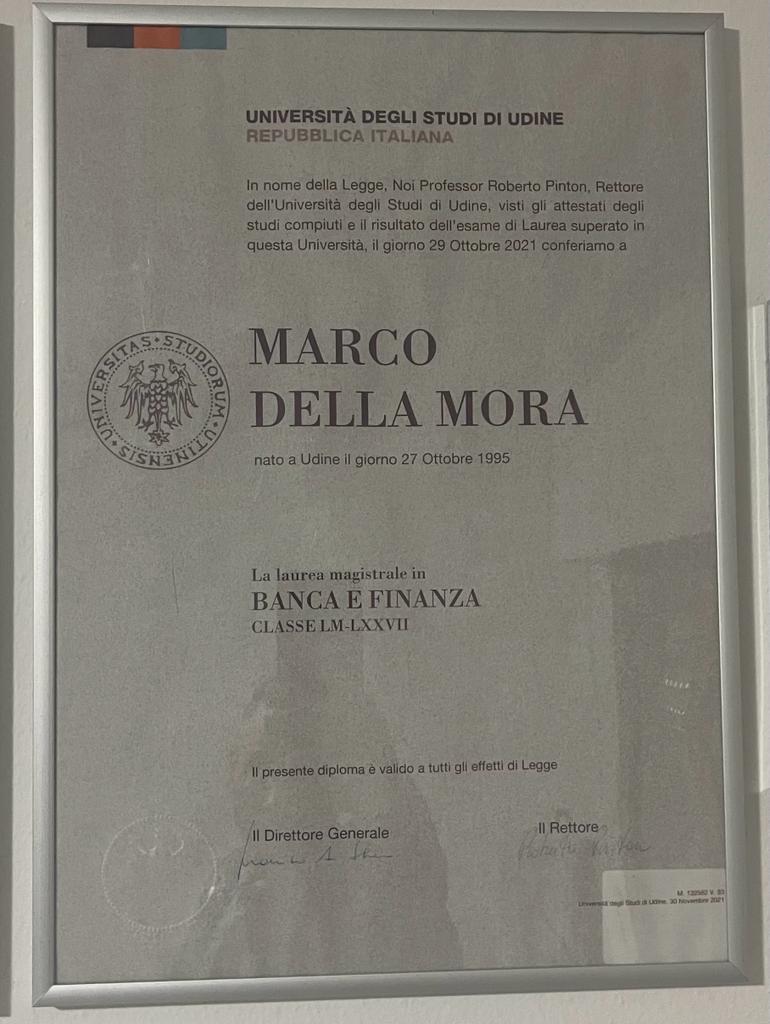 UNIVERSITÀ DEGLI STUDI DI UDINE
REPUBBLICA ITALIANA
In nome della Legge, Noi Professor Roberto Pinton, Rettore
dell'Università degli Studi di Udine, visti gli attestati degli
studi compiuti e il risultato dell'esame di Laurea superato in
questa Università, il giorno 29 Ottobre 2021 conferiamo a
MARCO
DELLA MORA
UNIVERSITAS • STUDIORUM • UTINENSIS •
nato a Udine il giorno 27 Ottobre 1995
La laurea magistrale in
BANCA E FINANZA
CLASSE LM-LXXVII
Il presente diploma è valido a tutti gli effetti di Legge
Il Direttore Generale
Il Rettore
Università degli Studi di Udine, 30 Novembre 2021